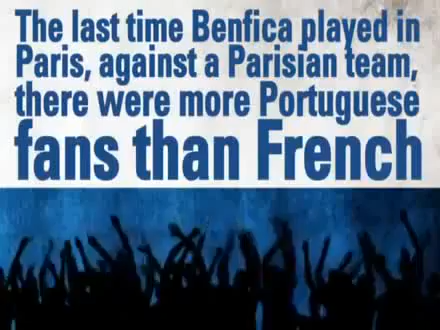 The last time Benfica played in
Paris, against a Parisian team,
there were more Portuguese
fans than French